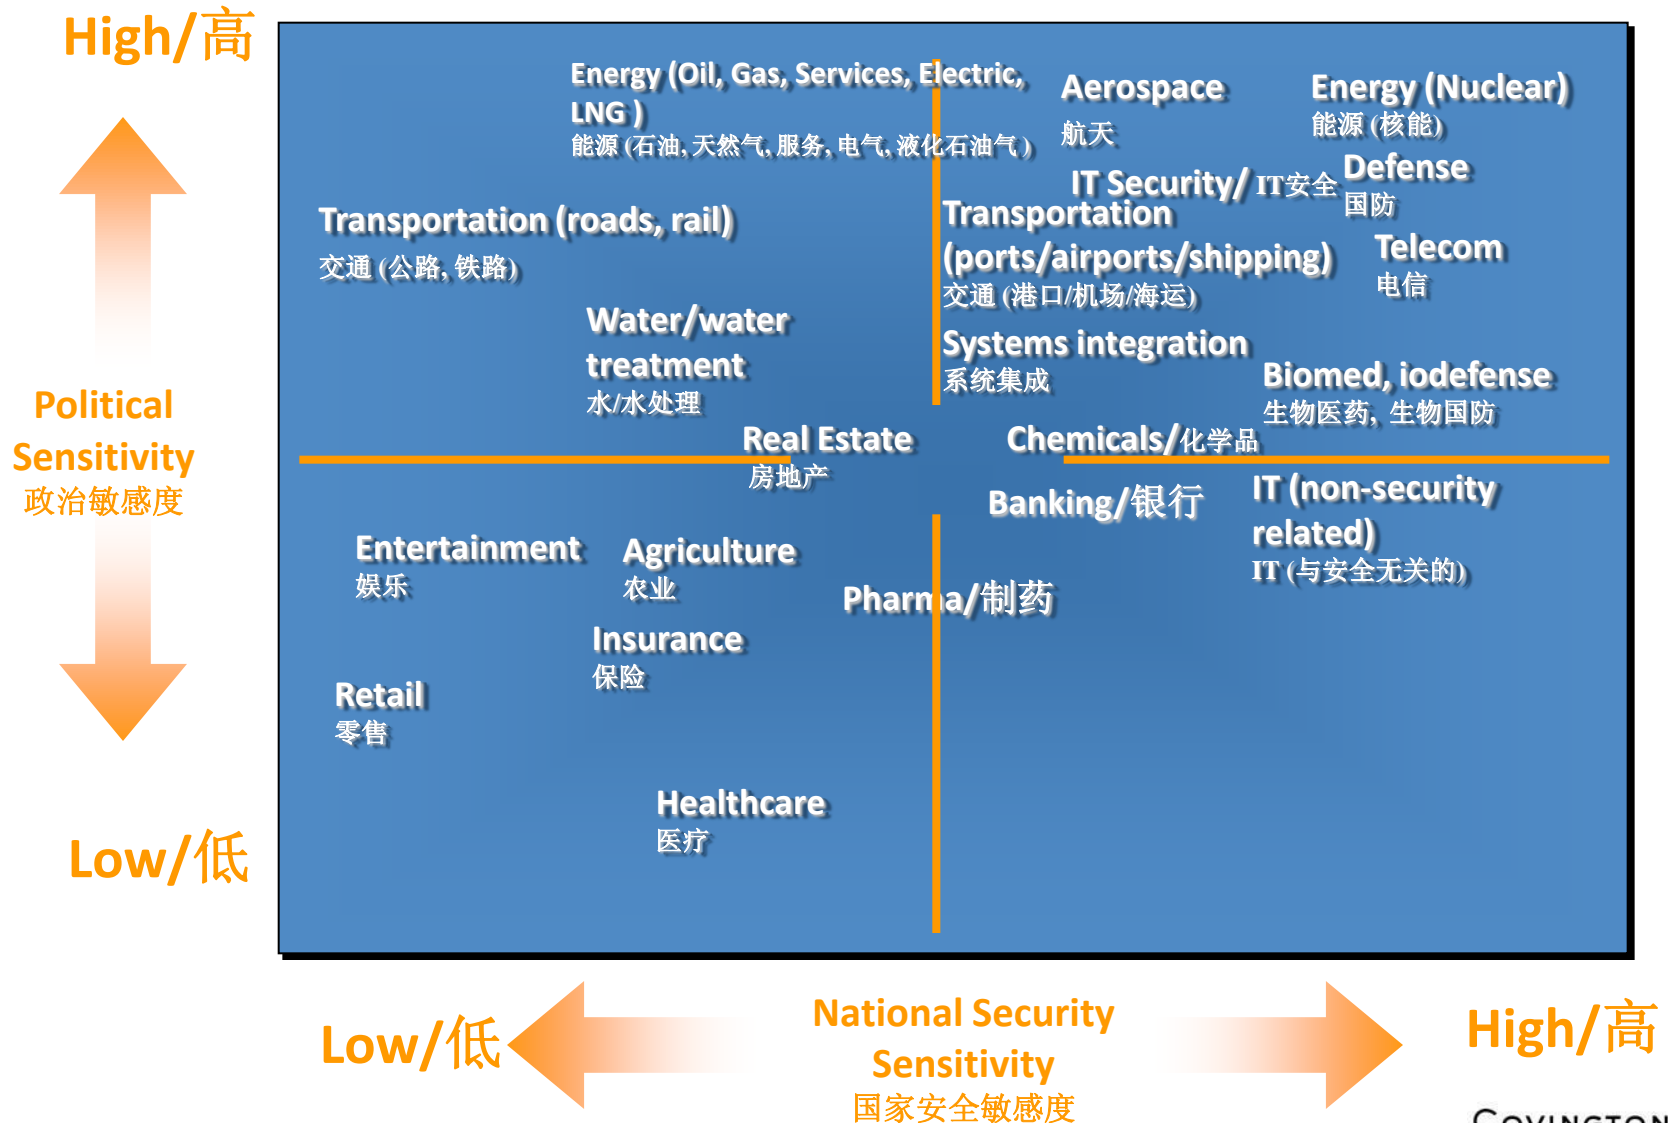 High/高
Energy (Oil, Gas, Services, Electric,
LNG )
能源 (石油, 天然气, 服务, 电气, 液化石油气 )
Aerospace
航天
Energy (Nuclear)
能源 (核能)
IT Security/ IT安全
Defense
国防
Transportation (roads, rail)
交通 (公路, 铁路)
Transportation
(ports/airports/shipping)
交通 (港口/机场/海运)
Telecom
电信
Water/water
treatment
水/水处理
Systems integration
系统集成
Biomed, iodefense
生物医药, 生物国防
Political
Sensitivity
政治敏感度
Real Estate
房地产
Chemicals/化学品
Banking/银行
IT (non-security
related)
IT (与安全无关的)
Entertainment
娱乐
Agriculture
农业
Pharma/制药
Insurance
保险
Retail
零售
Healthcare
医疗
Low/低
Low/低
National Security
Sensitivity
国家安全敏感度
High/高
COVINGTON